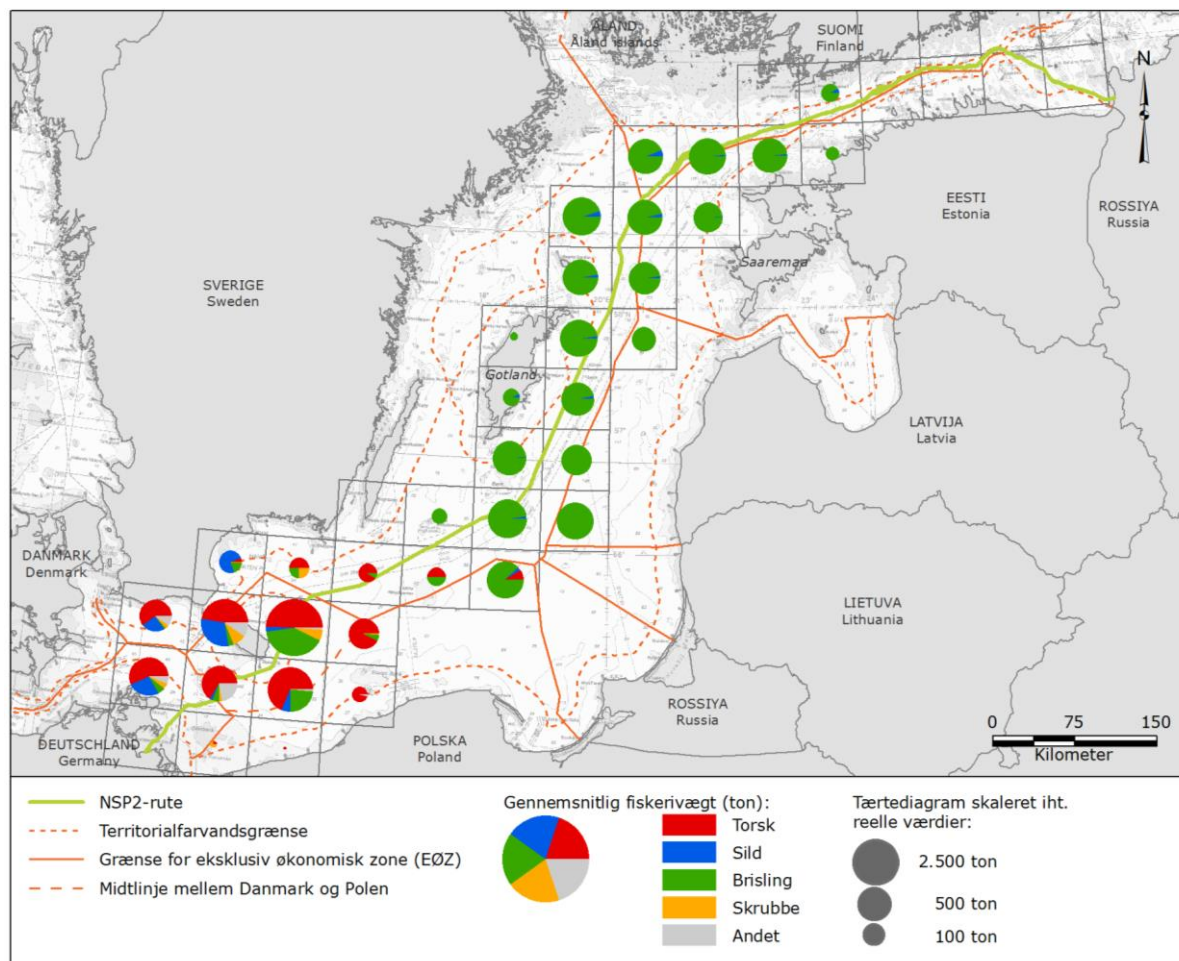 ÅLAND
Åland islands
SUOMI
Finland
N
EESTI
Estonia
ROSSIYA
Russia
SVERIGE
Sweden
Saaremaa
Gotland
LATVIJA
Latvia
DANMARK
Denmark
LIETUVA
Lithuania
ROSSIYA
Russia
DEUTSCHLAND
Germany
POLSKA
Poland
0 75 150
Kilometer
NSP2-rute
Territorialfarvandsgrænse
Grænse for eksklusiv økonomisk zone (EØZ)
Midtlinje mellem Danmark og Polen
Gennemsnitlig fiskerivægt (ton):
Torsk
Sild
Brisling
Skrubbe
Andet
Tærtediagram skaleret iht.
reelle værdier:
2.500 ton
500 ton
100 ton